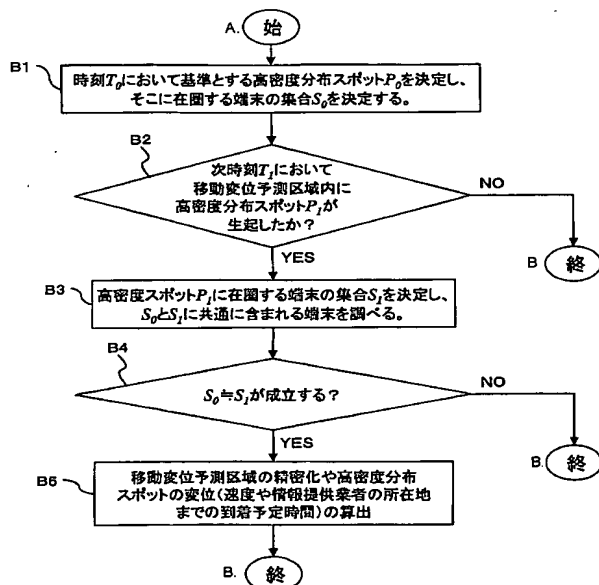 A. 始
B1
時刻T0において基準とする高密度分布スポットP0を決定し、
そこに在圏する端末の集合S0を決定する。
B2
次時刻T1において
移動変位予測区域内に
高密度分布スポットP1が
生起したか?
NO
B 終
YES
B3
高密度スポットP1に在圏する端末の集合S1を決定し、
S0とS1に共通に含まれる端末を調べる。
B4
S0≒S1が成立する?
NO
B. 終
YES
B5
移動変位予測区域の精密化や高密度分布
スポットの変位(速度や情報提供業者の所在地
までの到着予定時間)の算出
B. 終